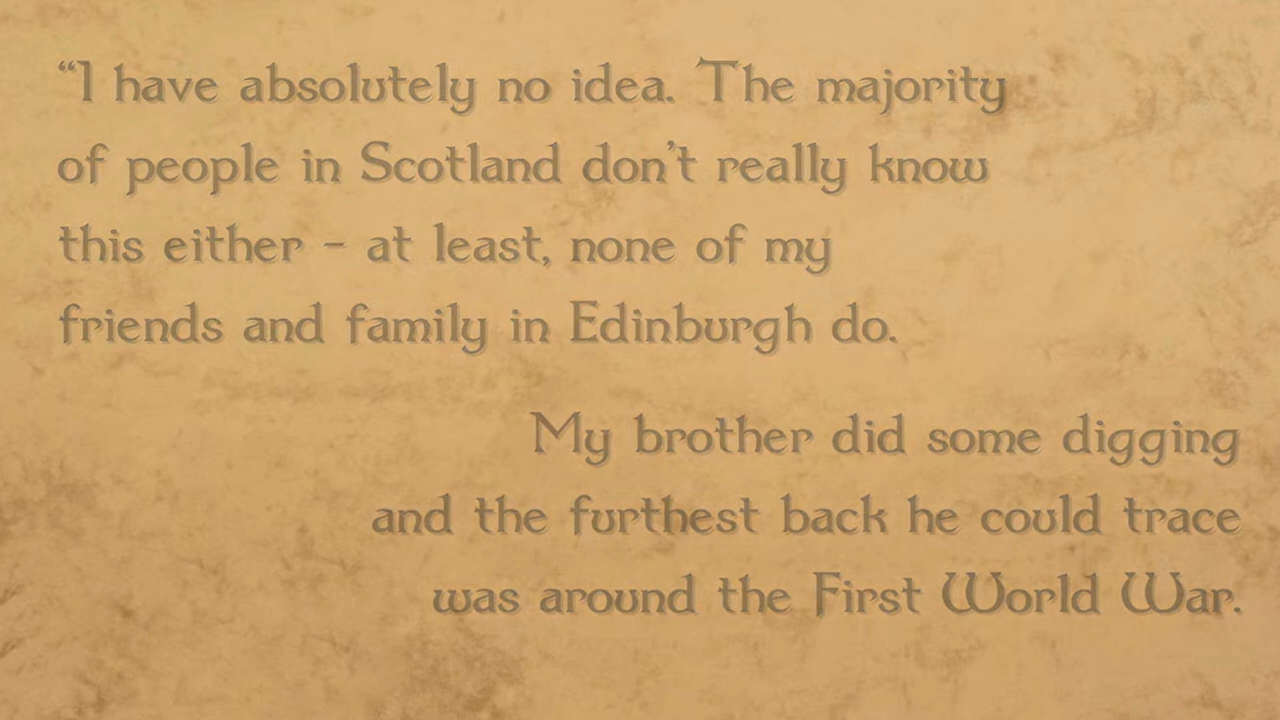 “I have absolutely no idea. The majority
of people in Scotland don’t really know
this either - at least, none of my
friends and family in Edinburgh do.
My brother did some digging
and the furthest back he could trace
was around the First World War.